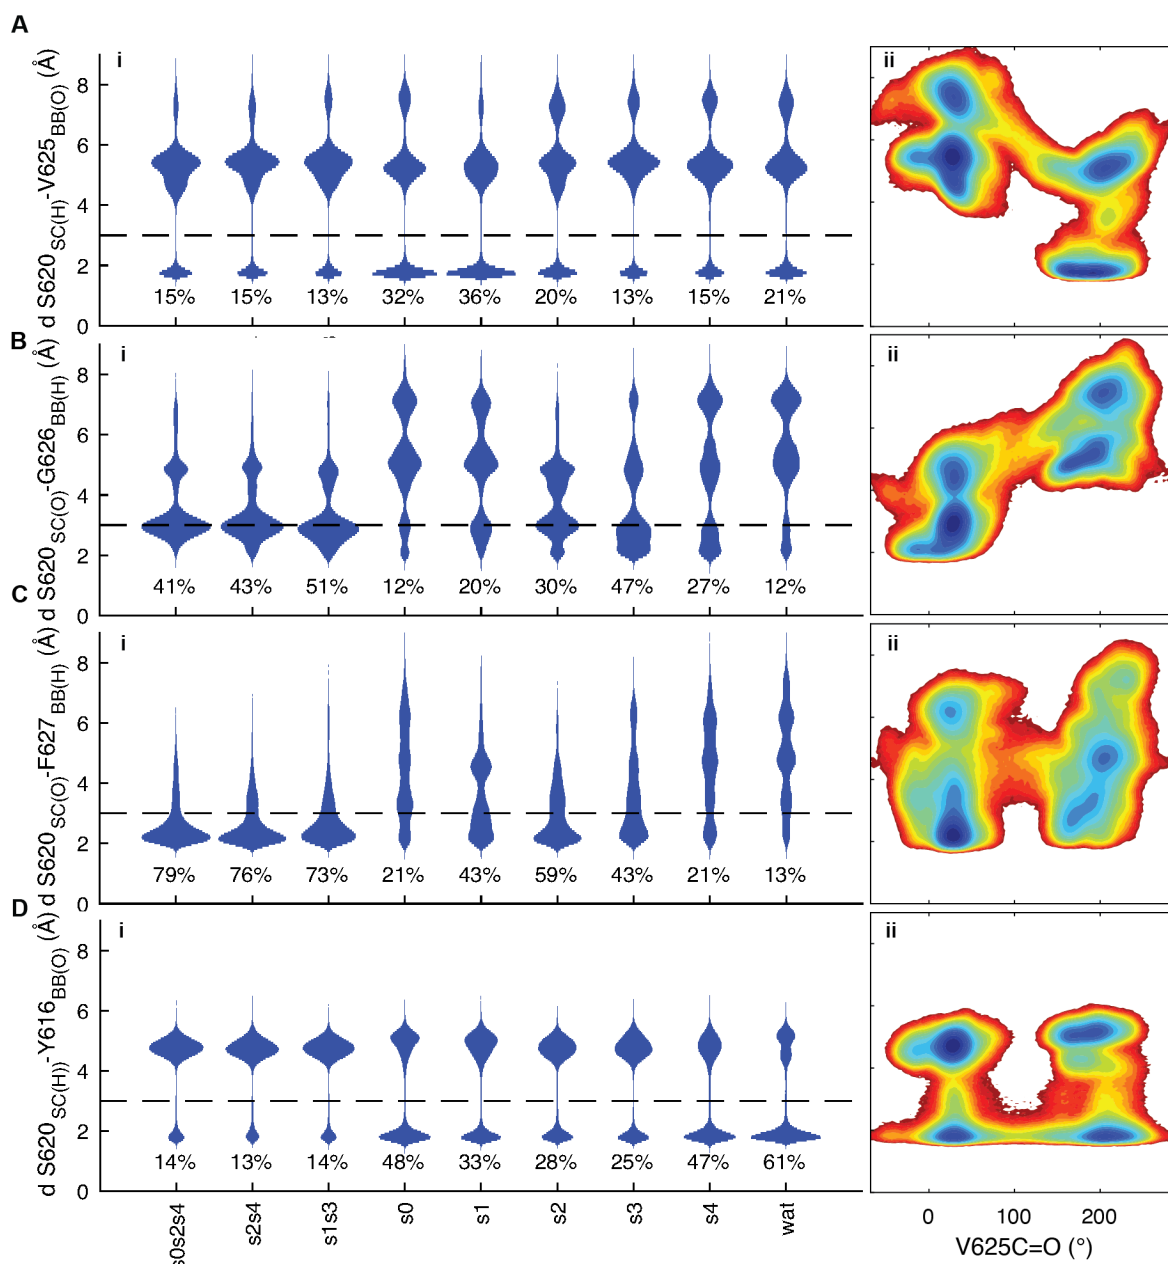 A
i
ii
d S620SC(H)-V625BB(O) (Å)
8
6
4
2
0
15% 15% 13% 32% 36% 20% 13% 15% 21%
B
i
ii
d S620SC(O)-G626BB(H) (Å)
8
6
4
2
0
41% 43% 51% 12% 20% 30% 47% 27% 12%
C
i
ii
d S620SC(O)-F627BB(H) (Å)
8
6
4
2
0
79% 76% 73% 21% 43% 59% 43% 21% 13%
D
i
ii
d S620SC(H))-Y616BB(O) (Å)
8
6
4
2
0
14% 13% 14% 48% 33% 28% 25% 47% 61%
s0s2s4 s2s4 s1s3 s0 s1 s2 s3 s4 wat
0 100 200
V625C=O (°)